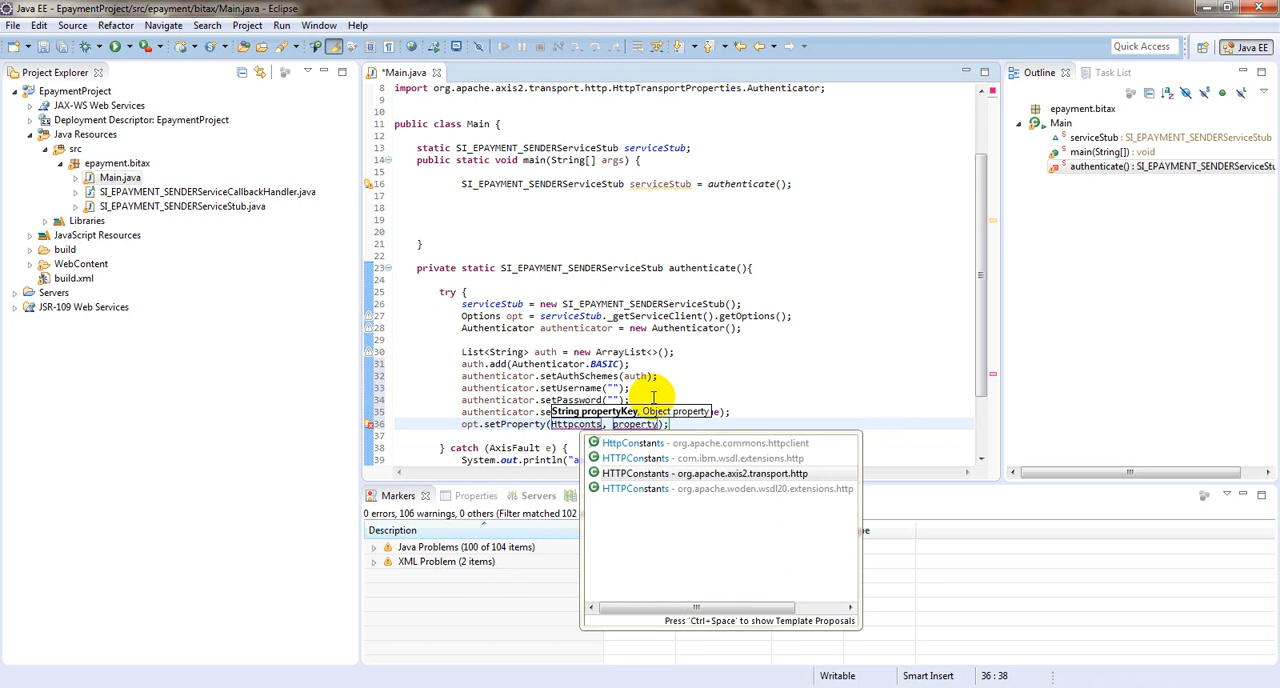 Java EE - EpaymentProject/src/epayment/bitax/Main.java - Eclipse
File Edit Source Refactor Navigate Search Project Run Window Help
Quick Access Java EE
Project Explorer
EpaymentProject
JAX-WS Web Services
Deployment Descriptor: EpaymentProject
Java Resources
src
epayment.bitax
Main.java
SI_EPAYMENT_SENDERServiceCallbackHandler.java
SI_EPAYMENT_SENDERServiceStub.java
Libraries
JavaScript Resources
build
WebContent
build.xml
Servers
JSR-109 Web Services
*Main.java
8 import org.apache.axis2.transport.http.HttpTransportProperties.Authenticator;
9
10
11 public class Main {
12
13 static SI_EPAYMENT_SENDERServiceStub serviceStub;
14 public static void main(String[] args) {
15
16 SI_EPAYMENT_SENDERServiceStub serviceStub = authenticate();
17
18
19
20
21 }
22
23 private static SI_EPAYMENT_SENDERServiceStub authenticate(){
24
25 try {
26 serviceStub = new SI_EPAYMENT_SENDERServiceStub();
27 Options opt = serviceStub._getServiceClient().getOptions();
28 Authenticator authenticator = new Authenticator();
29
30 List<String> auth = new ArrayList<>();
31 auth.add(Authenticator.BASIC);
32 authenticator.setAuthSchemes(auth);
33 authenticator.setUsername("");
34 authenticator.setPassword("");
35 authenticator.se e);
String propertyKey, Object property
36 opt.setProperty(Httpconts, property);
37
38 } catch (AxisFault e) {
39 System.out.println("a
HttpConstants - org.apache.commons.httpclient
HTTPConstants - com.ibm.wsdl.extensions.http
HTTPConstants - org.apache.axis2.transport.http
HTTPConstants - org.apache.woden.wsdl20.extensions.http
Press 'Ctrl+Space' to show Template Proposals
Outline Task List
epayment.bitax
Main
serviceStub : SI_EPAYMENT_SENDERServiceStub
main(String[]) : void
authenticate() : SI_EPAYMENT_SENDERServiceStu
Markers Properties Servers
0 errors, 106 warnings, 0 others (Filter matched 102
Description
Java Problems (100 of 104 items)
XML Problem (2 items)
Writable Smart Insert 36 : 38